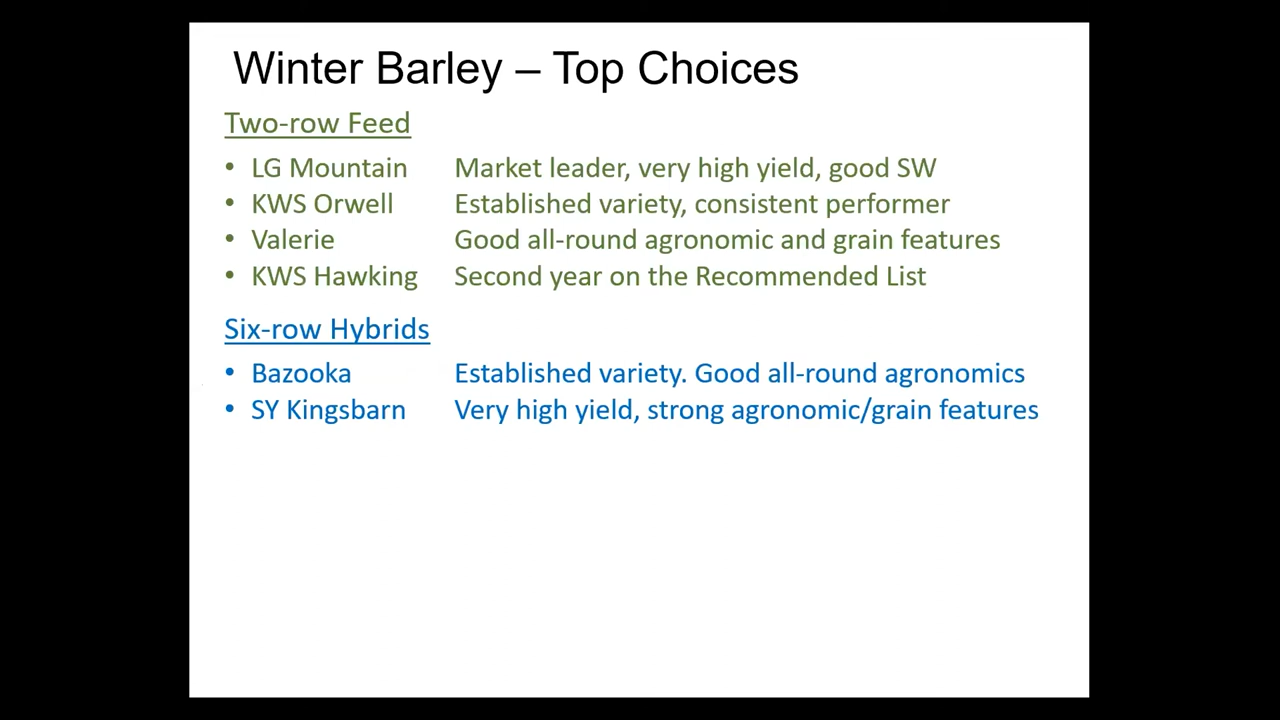 Winter Barley – Top Choices
Two-row Feed
• LG Mountain Market leader, very high yield, good SW
• KWS Orwell Established variety, consistent performer
• Valerie Good all-round agronomic and grain features
• KWS Hawking Second year on the Recommended List
Six-row Hybrids
• Bazooka Established variety. Good all-round agronomics
• SY Kingsbarn Very high yield, strong agronomic/grain features